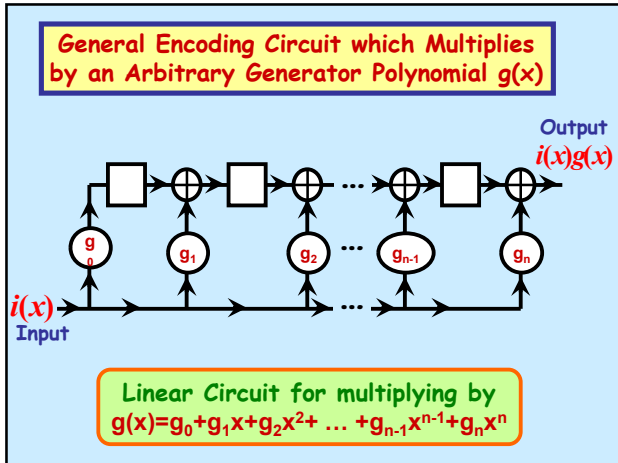 General Encoding Circuit which Multiplies
by an Arbitrary Generator Polynomial g(x)
Output
i(x)g(x)
...
g
0
g₁
g₂
...
gₙ₋₁
gₙ
i(x)
...
Input
Linear Circuit for multiplying by
g(x)=g₀+g₁x+g₂x²+ ... +gₙ₋₁xⁿ⁻¹+gₙxⁿ